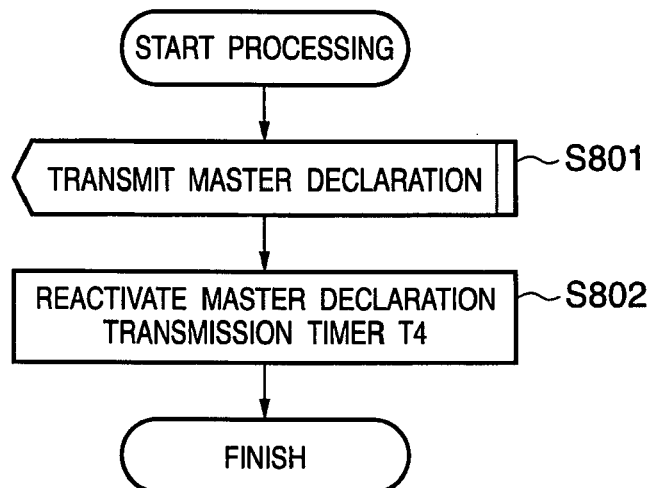 START PROCESSING
TRANSMIT MASTER DECLARATION
S801
REACTIVATE MASTER DECLARATION
TRANSMISSION TIMER T4
S802
FINISH